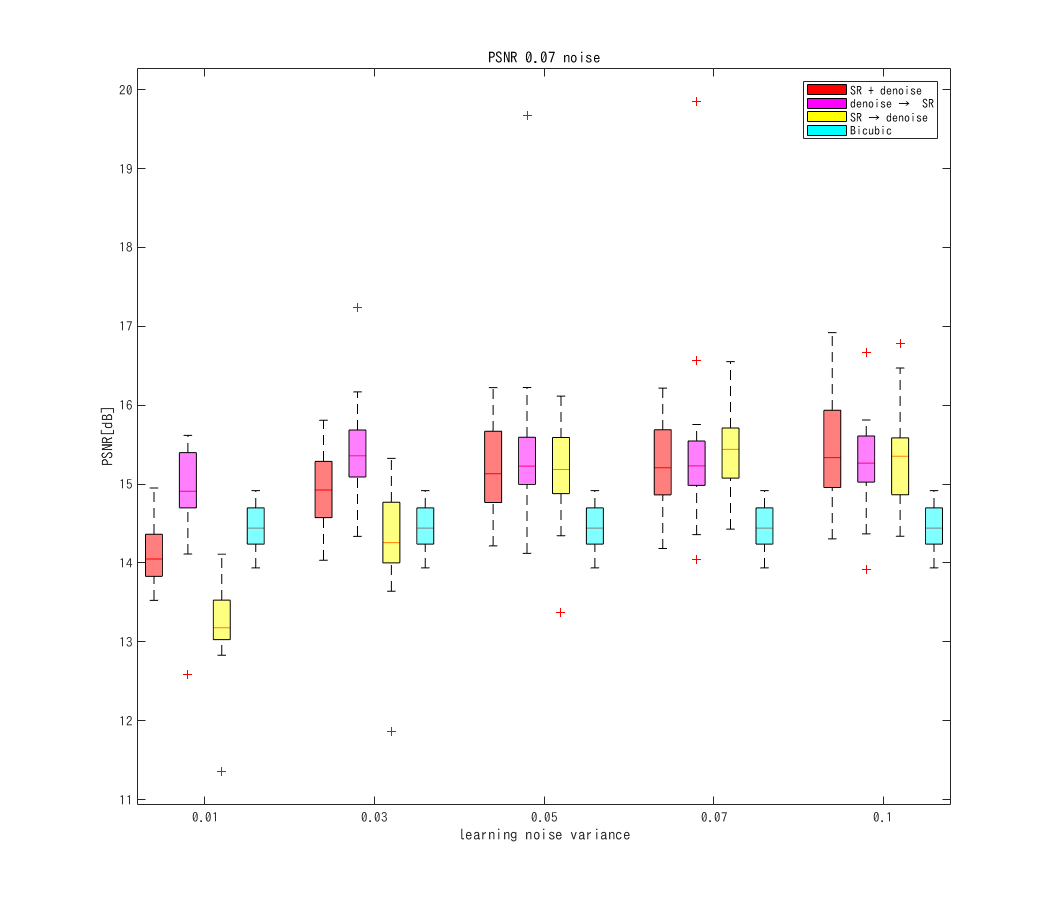 PSNR 0.07 noise
SR + denoise
denoise → SR
SR → denoise
Bicubic
20
19
18
17
16
15
14
13
12
11
PSNR[dB]
0.01 0.03 0.05 0.07 0.1
learning noise variance